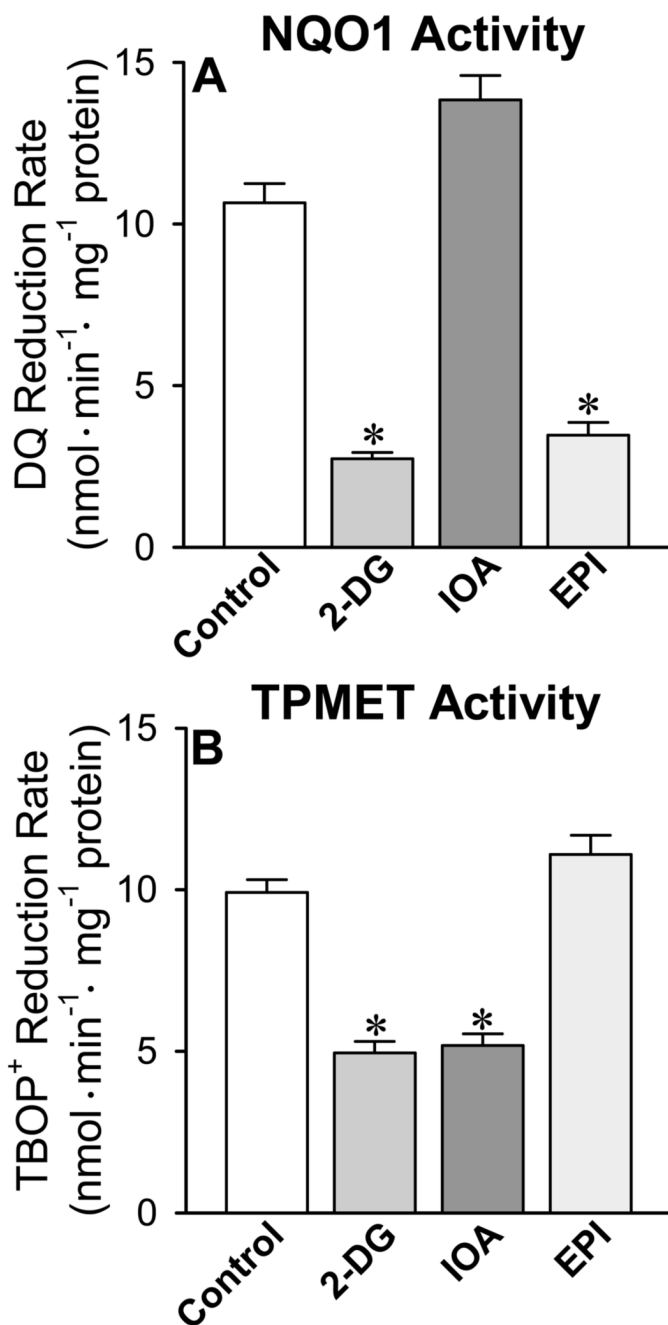 NQO1 Activity
A
DQ Reduction Rate
(nmol·min⁻¹· mg⁻¹ protein)
15
10
5
0
*
*
Control
2-DG
IOA
EPI
TPMET Activity
B
TBOP⁺ Reduction Rate
(nmol·min⁻¹· mg⁻¹ protein)
15
10
5
0
*
*
Control
2-DG
IOA
EPI